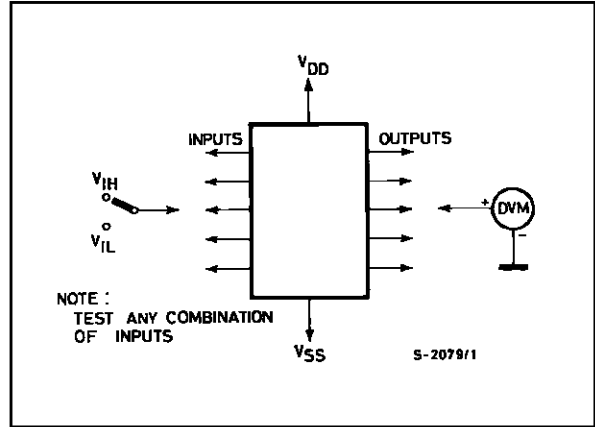 VDD
INPUTS
OUTPUTS
VIH
VIL
+
DVM
-
NOTE :
TEST ANY COMBINATION
OF INPUTS
VSS
S-2079/1